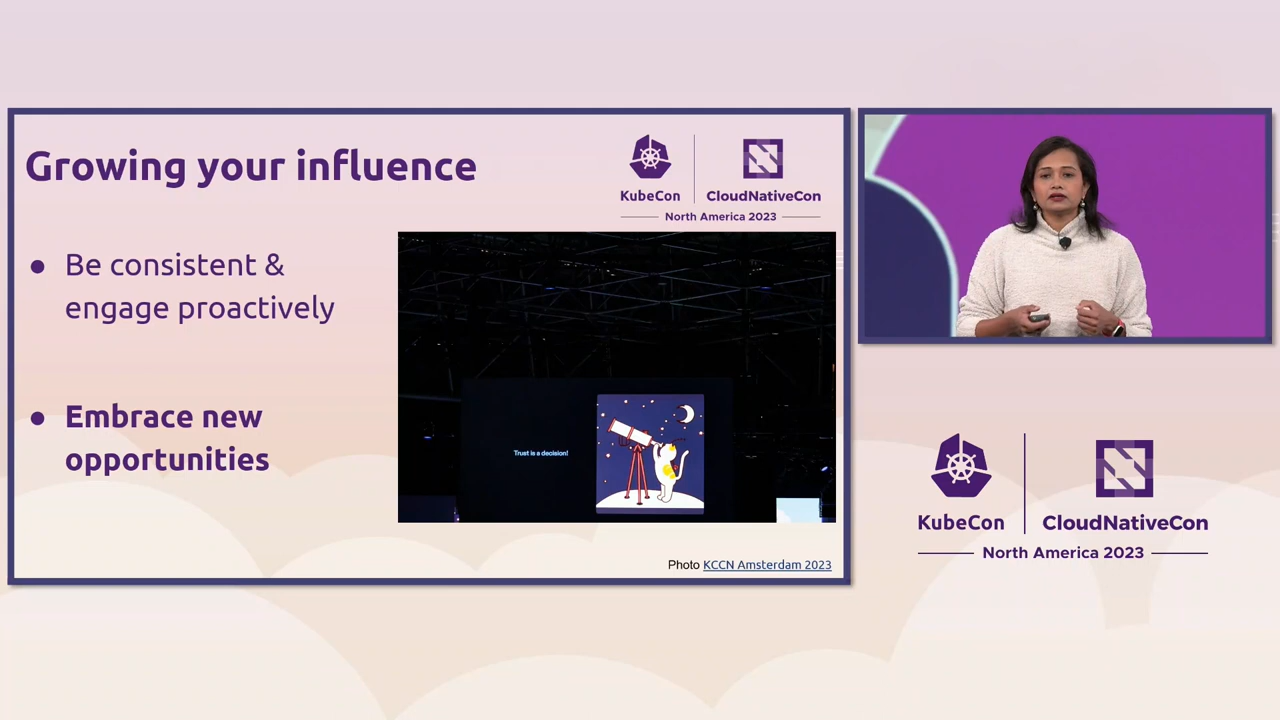 Growing your influence
KubeCon
CloudNativeCon
North America 2023
● Be consistent &
engage proactively
● Embrace new
opportunities
Trust is a decision!
Photo KCCN Amsterdam 2023
KubeCon
CloudNativeCon
North America 2023